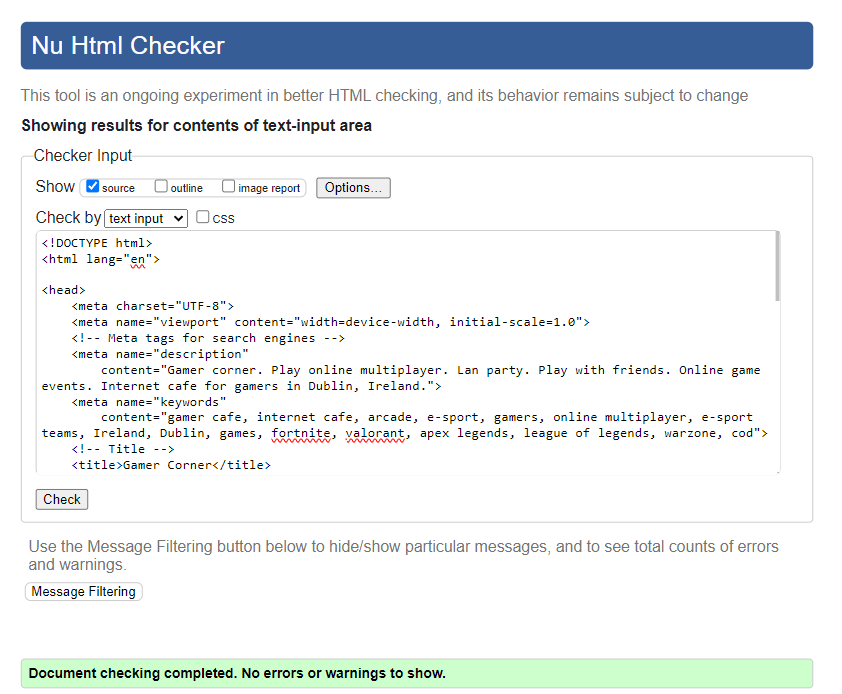 Nu Html Checker
This tool is an ongoing experiment in better HTML checking, and its behavior remains subject to change
Showing results for contents of text-input area
Checker Input
Show source outline image report Options...
Check by text input css
<!DOCTYPE html>
<html lang="en">
<head>
<meta charset="UTF-8">
<meta name="viewport" content="width=device-width, initial-scale=1.0">
<!-- Meta tags for search engines -->
<meta name="description"
content="Gamer corner. Play online multiplayer. Lan party. Play with friends. Online game
events. Internet cafe for gamers in Dublin, Ireland.">
<meta name="keywords"
content="gamer cafe, internet cafe, arcade, e-sport, gamers, online multiplayer, e-sport
teams, Ireland, Dublin, games, fortnite, valorant, apex legends, league of legends, warzone, cod">
<!-- Title -->
<title>Gamer Corner</title>
Check
Use the Message Filtering button below to hide/show particular messages, and to see total counts of errors
and warnings.
Message Filtering
Document checking completed. No errors or warnings to show.